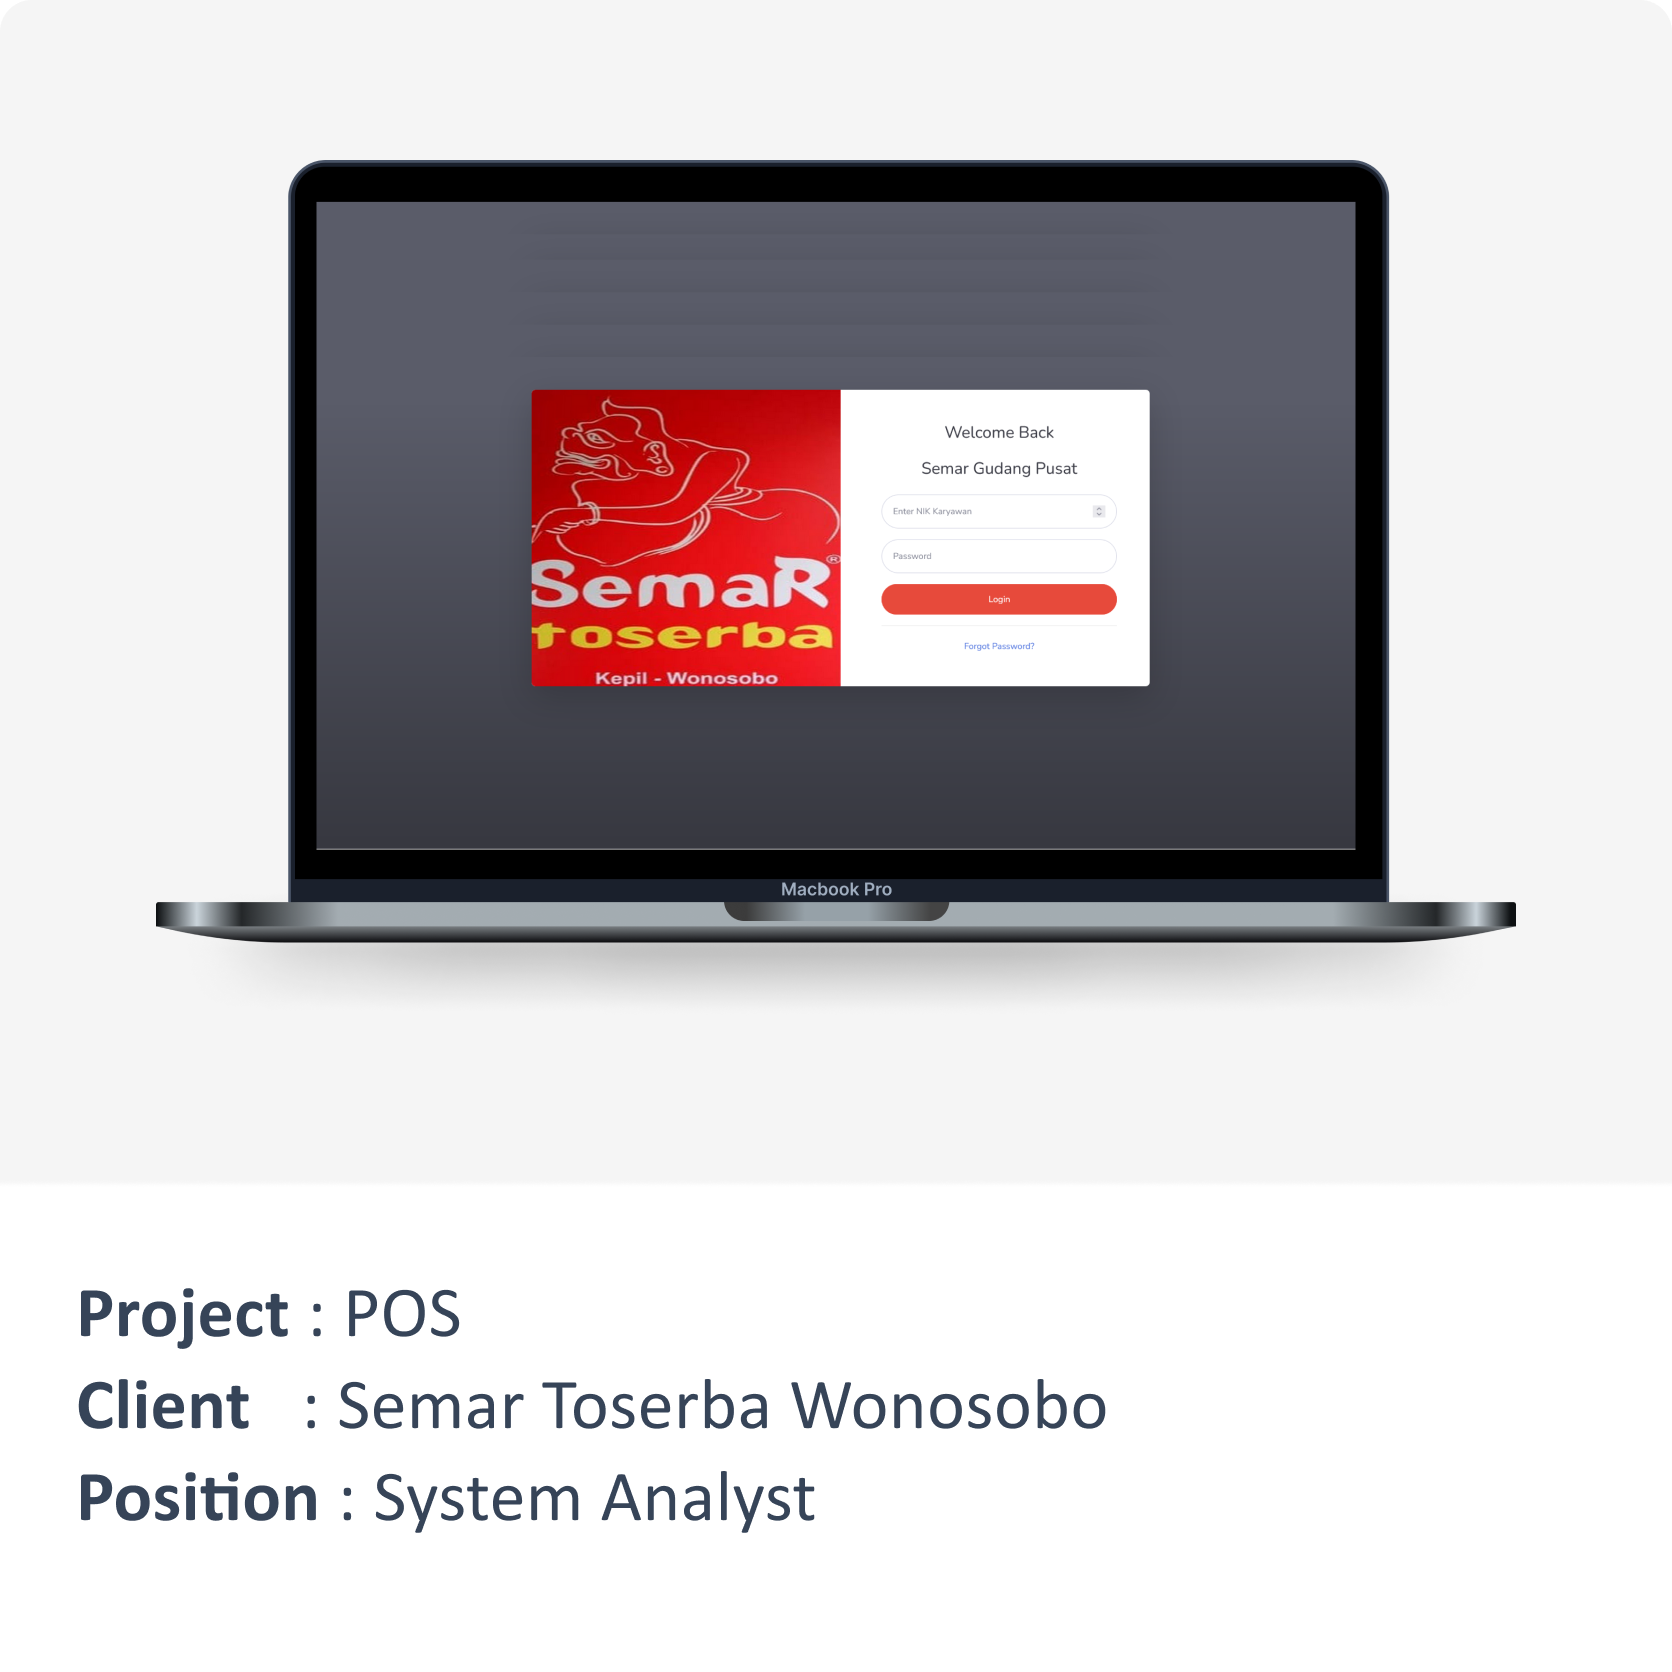 SemaR®
toserba
Kepil - Wonosobo
Welcome Back
Semar Gudang Pusat
Enter NIK Karyawan
Password
Login
Forgot Password?
Macbook Pro
Project : POS
Client : Semar Toserba Wonosobo
Position : System Analyst